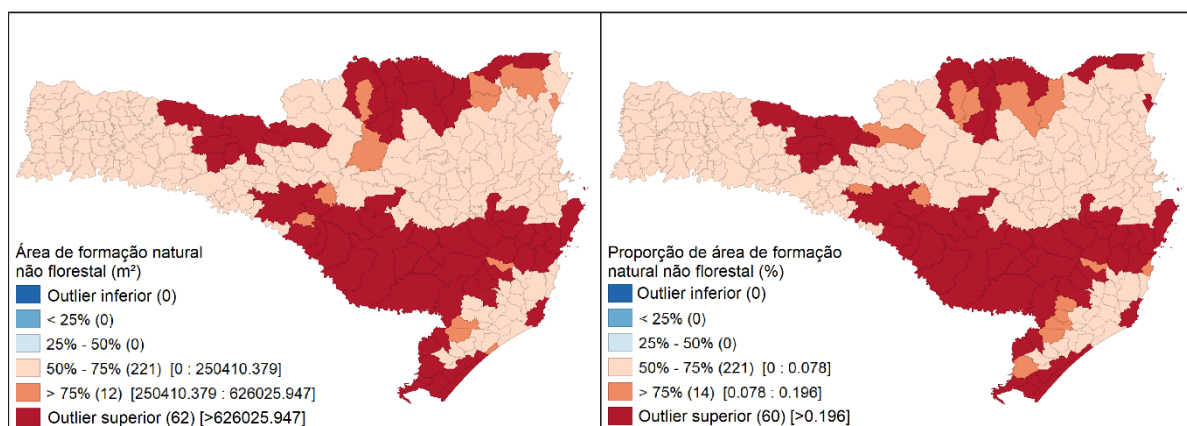 Área de formação natural
não florestal (m²)
Outlier inferior (0)
< 25% (0)
25% - 50% (0)
50% - 75% (221) [0 : 250410.379]
> 75% (12) [250410.379 : 626025.947]
Outlier superior (62) [>626025.947]
Proporção de área de formação
natural não florestal (%)
Outlier inferior (0)
< 25% (0)
25% - 50% (0)
50% - 75% (221) [0 : 0.078]
> 75% (14) [0.078 : 0.196]
Outlier superior (60) [>0.196]